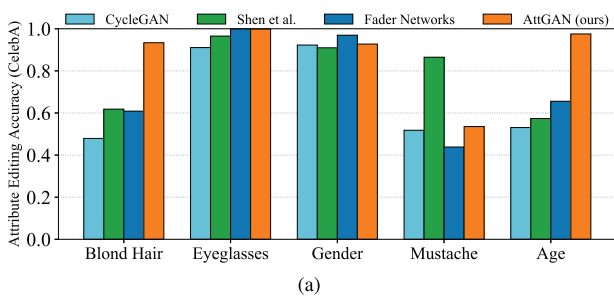 CycleGAN Shen et al. Fader Networks AttGAN (ours)
Attribute Editing Accuracy (CelebA)
1.0
0.8
0.6
0.4
0.2
0.0
Blond Hair Eyeglasses Gender Mustache Age
(a)